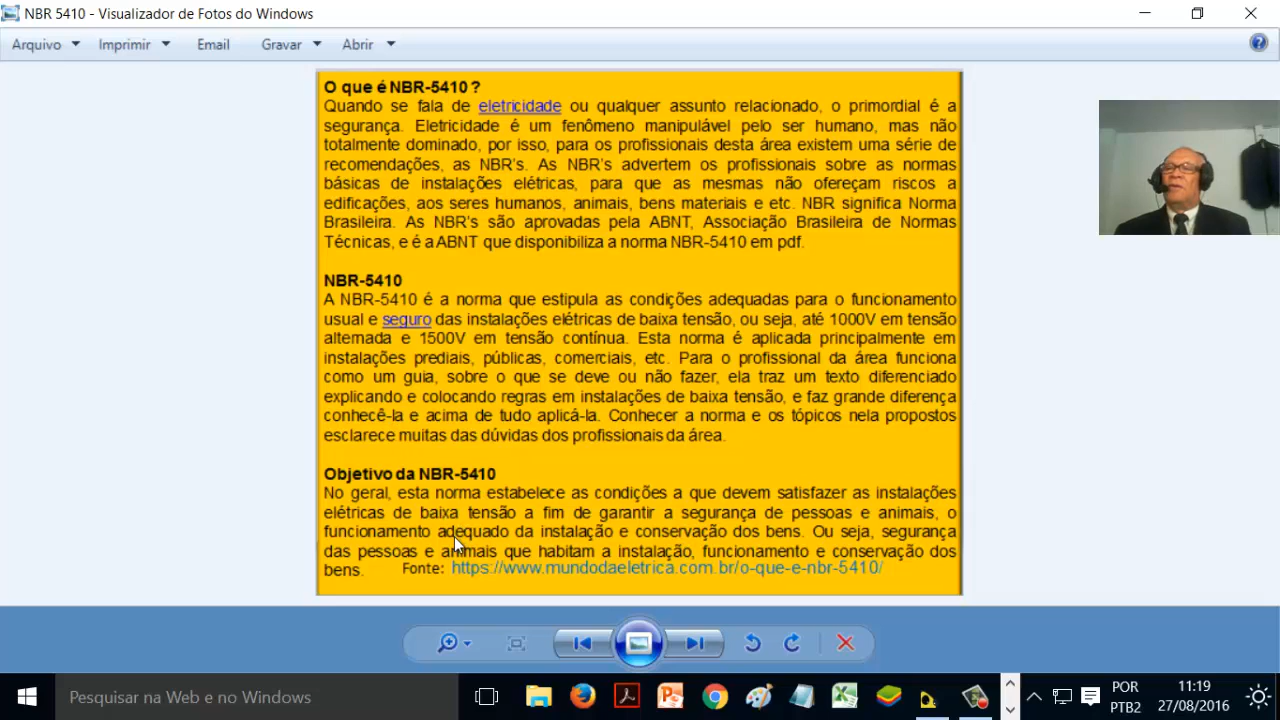 NBR 5410 - Visualizador de Fotos do Windows
Arquivo Imprimir Email Gravar Abrir
O que é NBR-5410 ?
Quando se fala de eletricidade ou qualquer assunto relacionado, o primordial é a
segurança. Eletricidade é um fenômeno manipulável pelo ser humano, mas não
totalmente dominado, por isso, para os profissionais desta área existem uma série de
recomendações, as NBR's. As NBR's advertem os profissionais sobre as normas
básicas de instalações elétricas, para que as mesmas não ofereçam riscos a
edificações, aos seres humanos, animais, bens materiais e etc. NBR significa Norma
Brasileira. As NBR's são aprovadas pela ABNT, Associação Brasileira de Normas
Técnicas, e é a ABNT que disponibiliza a norma NBR-5410 em pdf.
NBR-5410
A NBR-5410 é a norma que estipula as condições adequadas para o funcionamento
usual e seguro das instalações elétricas de baixa tensão, ou seja, até 1000V em tensão
alternada e 1500V em tensão contínua. Esta norma é aplicada principalmente em
instalações prediais, públicas, comerciais, etc. Para o profissional da área funciona
como um guia, sobre o que se deve ou não fazer, ela traz um texto diferenciado
explicando e colocando regras em instalações de baixa tensão, e faz grande diferença
conhecê-la e acima de tudo aplicá-la. Conhecer a norma e os tópicos nela propostos
esclarece muitas das dúvidas dos profissionais da área.
Objetivo da NBR-5410
No geral, esta norma estabelece as condições a que devem satisfazer as instalações
elétricas de baixa tensão a fim de garantir a segurança de pessoas e animais, o
funcionamento adequado da instalação e conservação dos bens. Ou seja, segurança
das pessoas e animais que habitam a instalação, funcionamento e conservação dos
bens. Fonte: https://www.mundodaeletrica.com.br/o-que-e-nbr-5410/
Pesquisar na Web e no Windows
POR 11:19
PTB2 27/08/2016